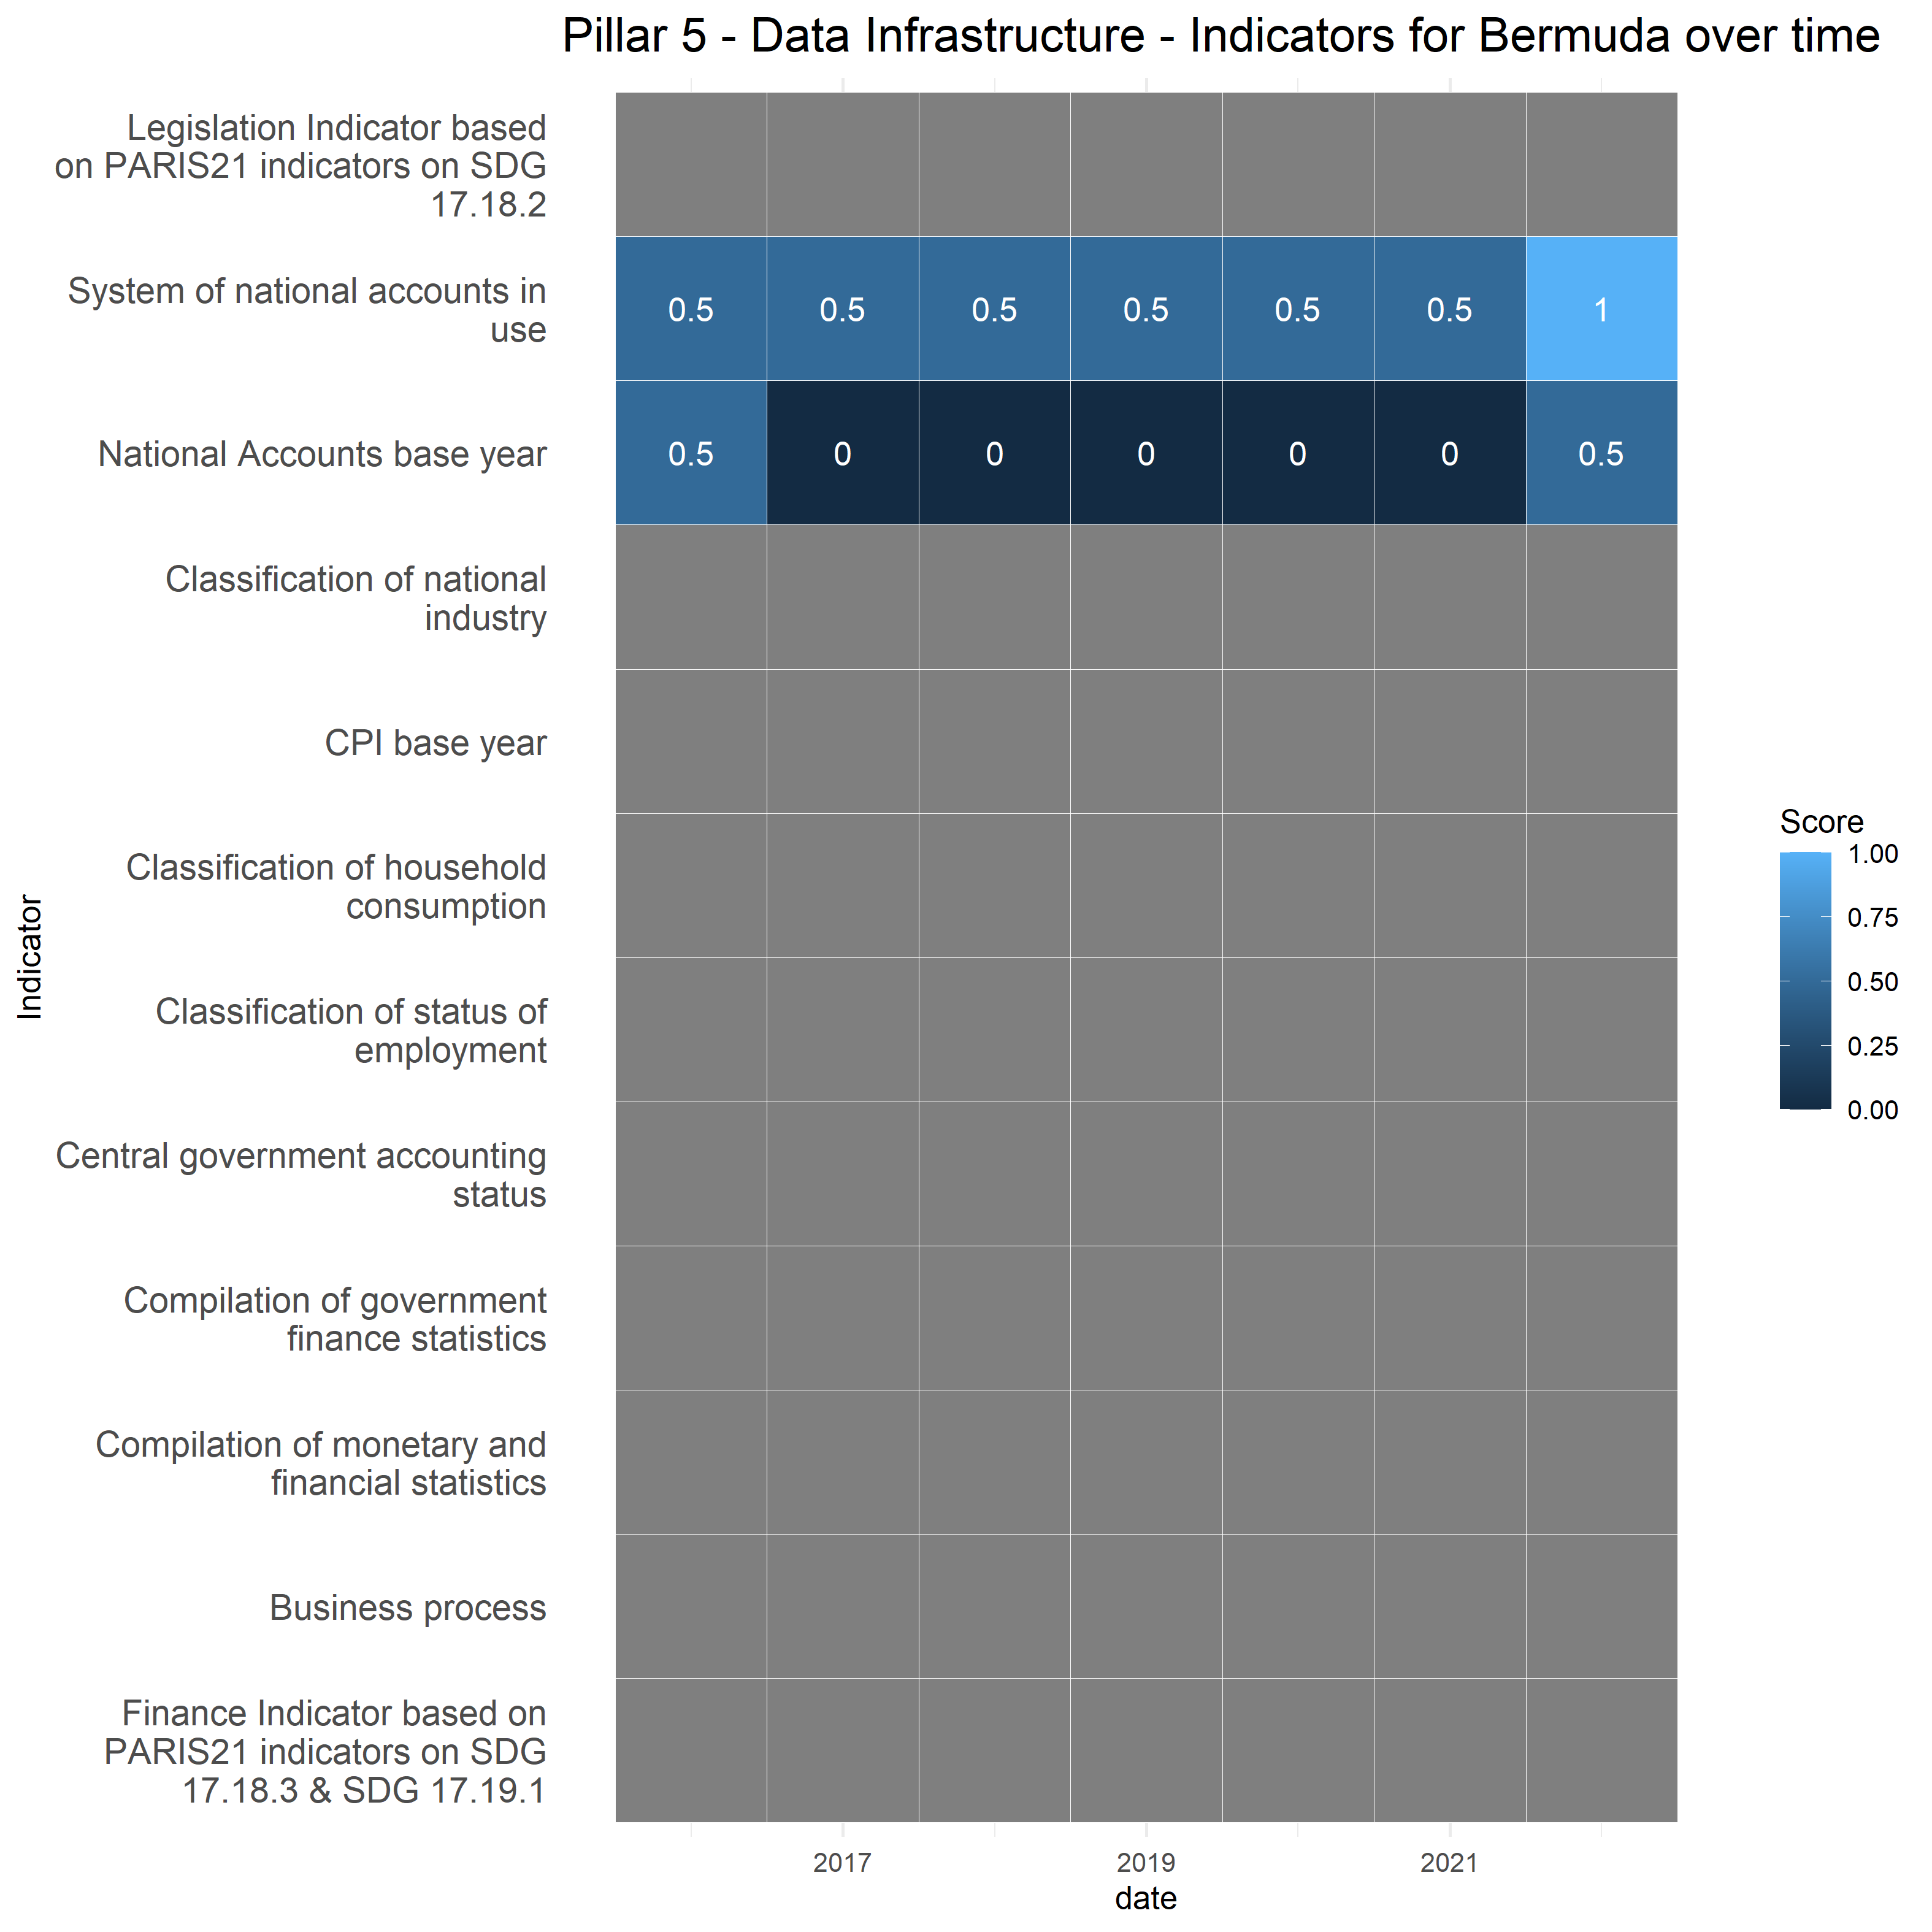 Pillar 5 - Data Infrastructure - Indicators for Bermuda over time
Legislation Indicator based
on PARIS21 indicators on SDG
17.18.2
System of national accounts in
use
0.5 0.5 0.5 0.5 0.5 0.5 1
National Accounts base year
0.5 0 0 0 0 0 0.5
Classification of national
industry
CPI base year
Classification of household
consumption
Classification of status of
employment
Central government accounting
status
Compilation of government
finance statistics
Compilation of monetary and
financial statistics
Business process
Finance Indicator based on
PARIS21 indicators on SDG
17.18.3 & SDG 17.19.1
Indicator
2017 2019 2021
date
Score
1.00
0.75
0.50
0.25
0.00